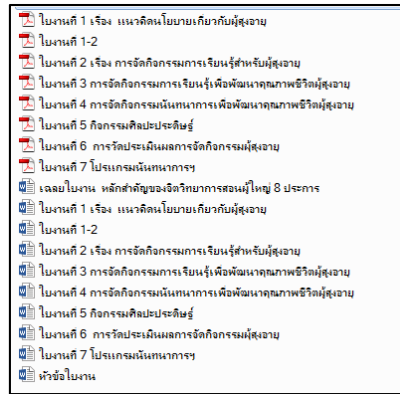 ใบงานที่ 1 เรื่อง แนวคิดนโยบายเกี่ยวกับผู้สูงอายุ
ใบงานที่ 1-2
ใบงานที่ 2 เรื่อง การจัดกิจกรรมการเรียนรู้สำหรับผู้สูงอายุ
ใบงานที่ 3 การจัดกิจกรรมการเรียนรู้เพื่อพัฒนาคุณภาพชีวิตผู้สูงอายุ
ใบงานที่ 4 การจัดกิจกรรมนันทนาการเพื่อพัฒนาคุณภาพชีวิตผู้สูงอายุ
ใบงานที่ 5 กิจกรรมศิลปะประดิษฐ์
ใบงานที่ 6  การวัดประเมินผลการจัดกิจกรรมผู้สูงอายุ
ใบงานที่ 7 โปรแกรมนันทนาการฯ
เฉลยใบงาน หลักสำคัญของจิตวิทยาการสอนผู้ใหญ่ 8 ประการ
ใบงานที่ 1 เรื่อง แนวคิดนโยบายเกี่ยวกับผู้สูงอายุ
ใบงานที่ 1-2
ใบงานที่ 2 เรื่อง การจัดกิจกรรมการเรียนรู้สำหรับผู้สูงอายุ
ใบงานที่ 3 การจัดกิจกรรมการเรียนรู้เพื่อพัฒนาคุณภาพชีวิตผู้สูงอายุ
ใบงานที่ 4 การจัดกิจกรรมนันทนาการเพื่อพัฒนาคุณภาพชีวิตผู้สูงอายุ
ใบงานที่ 5 กิจกรรมศิลปะประดิษฐ์
ใบงานที่ 6  การวัดประเมินผลการจัดกิจกรรมผู้สูงอายุ
ใบงานที่ 7 โปรแกรมนันทนาการฯ
หัวข้อใบงาน